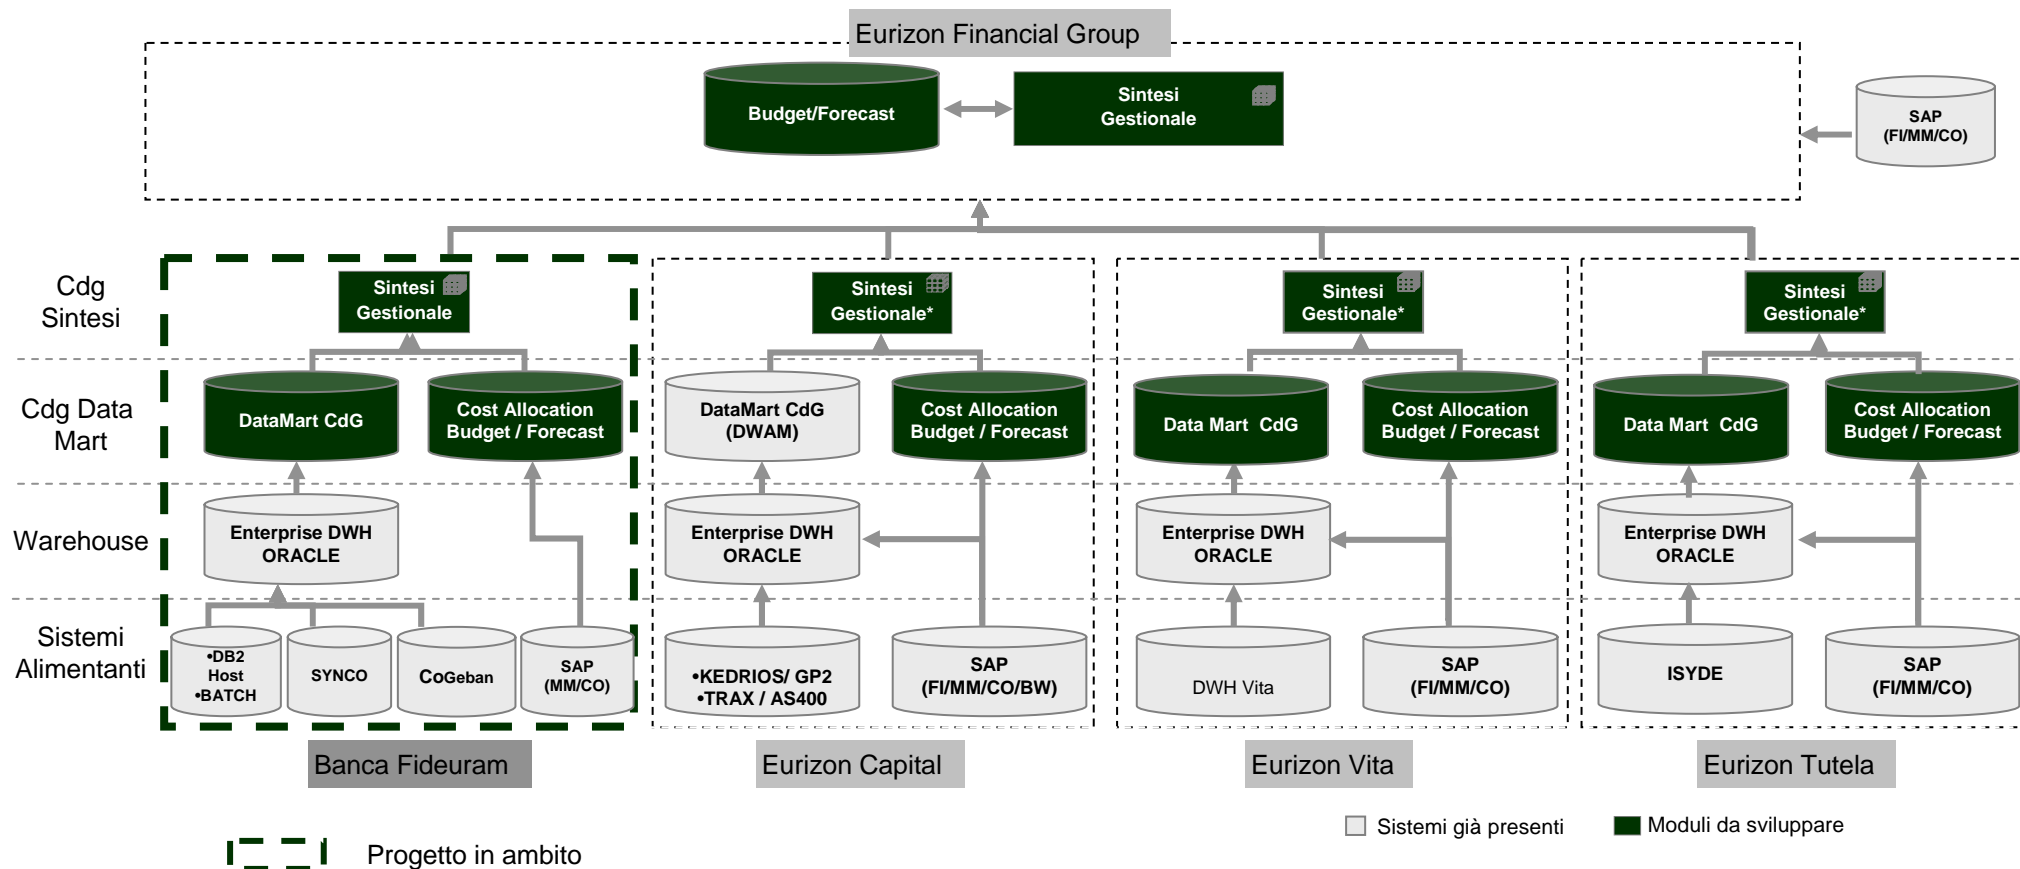 Eurizon Financial Group
Budget/Forecast
Sintesi
Gestionale
SAP
(FI/MM/CO)
Cdg
Sintesi
Sintesi
Gestionale
Sintesi
Gestionale*
Sintesi
Gestionale*
Sintesi
Gestionale*
Cdg Data
Mart
DataMart CdG
Cost Allocation
Budget / Forecast
DataMart CdG
(DWAM)
Cost Allocation
Budget / Forecast
Data Mart CdG
Cost Allocation
Budget / Forecast
Data Mart CdG
Cost Allocation
Budget / Forecast
Warehouse
Enterprise DWH
ORACLE
Enterprise DWH
ORACLE
Enterprise DWH
ORACLE
Enterprise DWH
ORACLE
Sistemi
Alimentanti
•DB2
Host
•BATCH
SYNCO
CoGeban
SAP
(MM/CO)
•KEDRIOS/ GP2
•TRAX / AS400
SAP
(FI/MM/CO/BW)
DWH Vita
SAP
(FI/MM/CO)
ISYDE
SAP
(FI/MM/CO)
Banca Fideuram
Eurizon Capital
Eurizon Vita
Eurizon Tutela
Sistemi già presenti
Moduli da sviluppare
Progetto in ambito